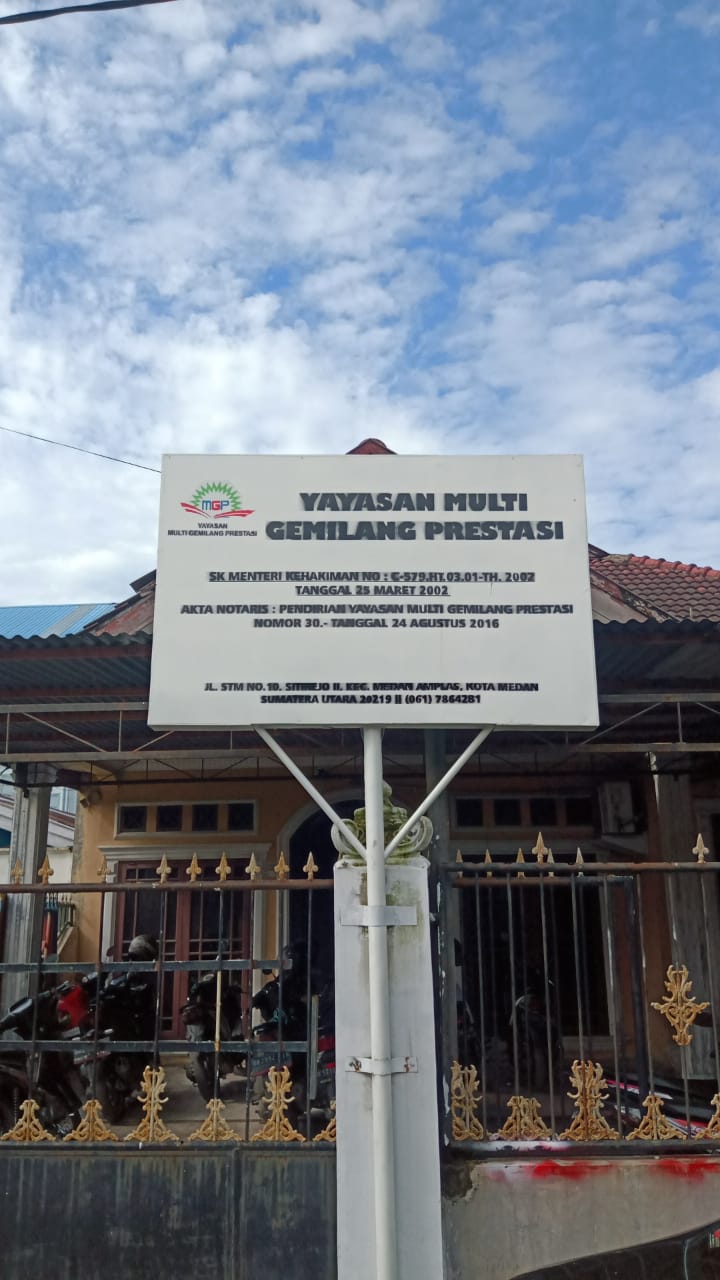 MGP
YAYASAN
MULTI GEMILANG PRESTASI
YAYASAN MULTI
GEMILANG PRESTASI
SK MENTERI KEHAKIMAN NO : C-579.HT.03.01-TH. 2002
TANGGAL 25 MARET 2002
AKTA NOTARIS : PENDIRIAN YAYASAN MULTI GEMILANG PRESTASI
NOMOR 30.- TANGGAL 24 AGUSTUS 2016
JL. STM NO.10. SITIREJO II. KEC. MEDAN AMPLAS, KOTA MEDAN
SUMATERA UTARA 20219 || (061) 7864281